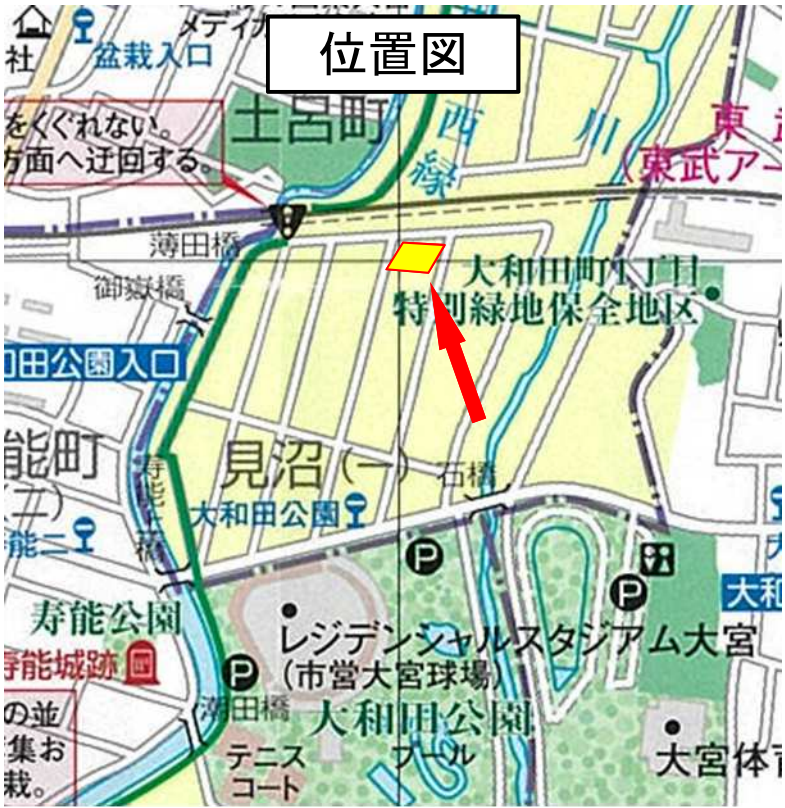 位置図
メディカ
社
盆栽入口
をくぐれない。
方面へ迂回する。
土呂町
西
縁
川
東
(東武アー
薄田橋
御嶽橋
大和田町1丁目
特別緑地保全地区
和田公園入口
能町
(二)
見沼(一)
石橋
大和田公園
能二
寿能上橋
大和
寿能公園
寿能城跡
レジデンシャルスタジアム大宮
(市営大宮球場)
の並
集お
栽。
潮田橋
大和田公園
テニス
コート
プール
大宮体育
P
P
P